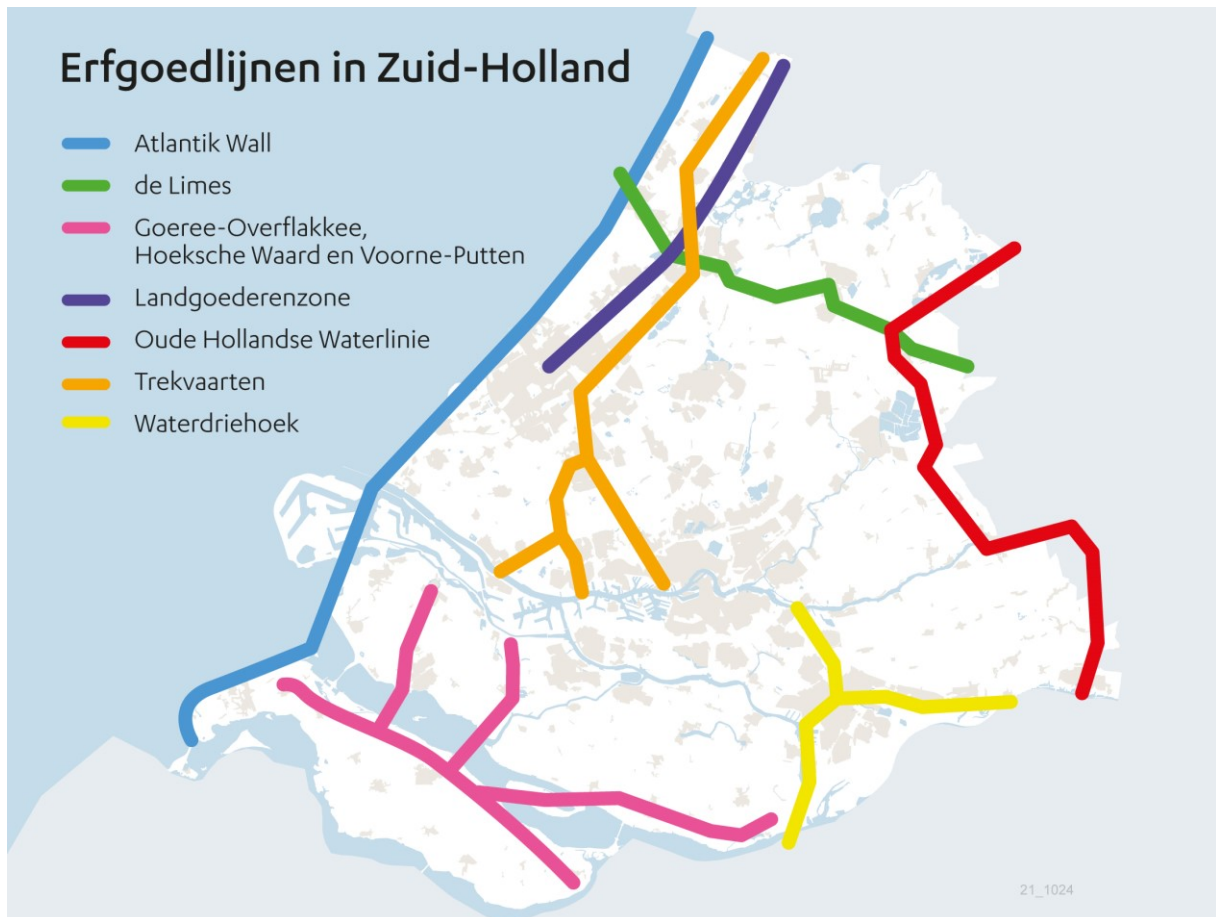 Erfgoedlijnen in Zuid-Holland
Atlantik Wall
de Limes
Goeree-Overflakkee,
Hoeksche Waard en Voorne-Putten
Landgoederenzone
Oude Hollandse Waterlinie
Trekvaarten
Waterdriehoek
21_1024